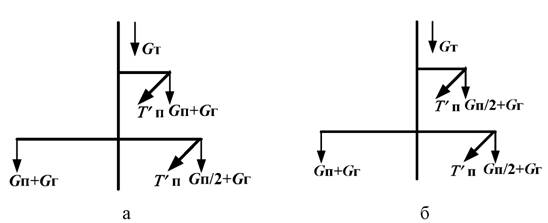 Gт
Gт
T′ п Gп+Gг
T′ п Gп/2+Gг
Gп+Gг
T′ п Gп/2+Gг
Gп+Gг
T′ п Gп/2+Gг
а
б